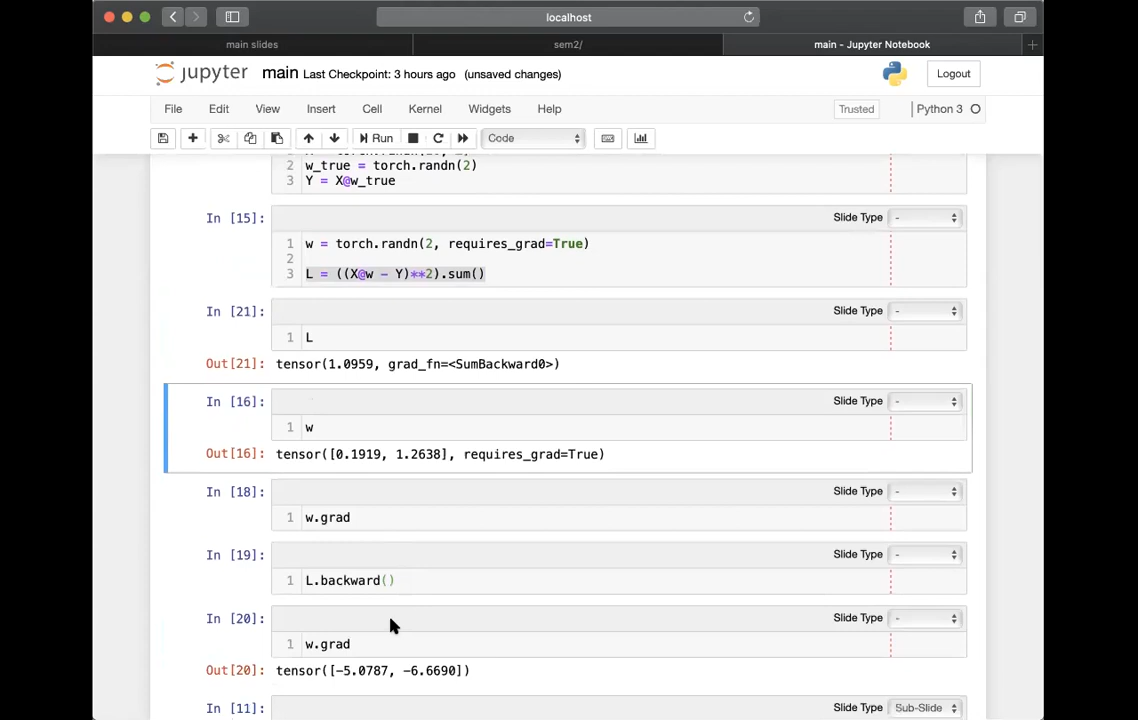 localhost
main slides
sem2/
main - Jupyter Notebook
jupyter main Last Checkpoint: 3 hours ago (unsaved changes)
Logout
File Edit View Insert Cell Kernel Widgets Help
Trusted
Python 3
Run
Code
2 w_true = torch.randn(2)
3 Y = X@w_true
In [15]:
Slide Type -
1 w = torch.randn(2, requires_grad=True)
2
3 L = ((X@w - Y)**2).sum()
In [21]:
Slide Type -
1 L
Out[21]: tensor(1.0959, grad_fn=<SumBackward0>)
In [16]:
Slide Type -
1 w
Out[16]: tensor([0.1919, 1.2638], requires_grad=True)
In [18]:
Slide Type -
1 w.grad
In [19]:
Slide Type -
1 L.backward()
In [20]:
Slide Type -
1 w.grad
Out[20]: tensor([-5.0787, -6.6690])
In [11]:
Slide Type Sub-Slide